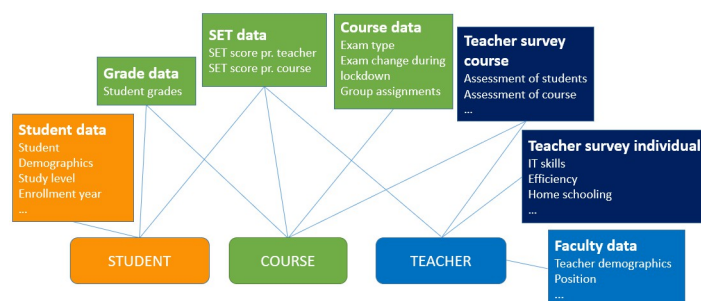 Student data
Student
Demographics
Study level
Enrollment year
...
Grade data
Student grades
SET data
SET score pr. teacher
SET score pr. course
Course data
Exam type
Exam change during
lockdown
Group assignments
Teacher survey
course
Assessment of students
Assessment of course
...
Teacher survey individual
IT skills
Efficiency
Home schooling
...
Faculty data
Teacher demographics
Position
...
STUDENT
COURSE
TEACHER